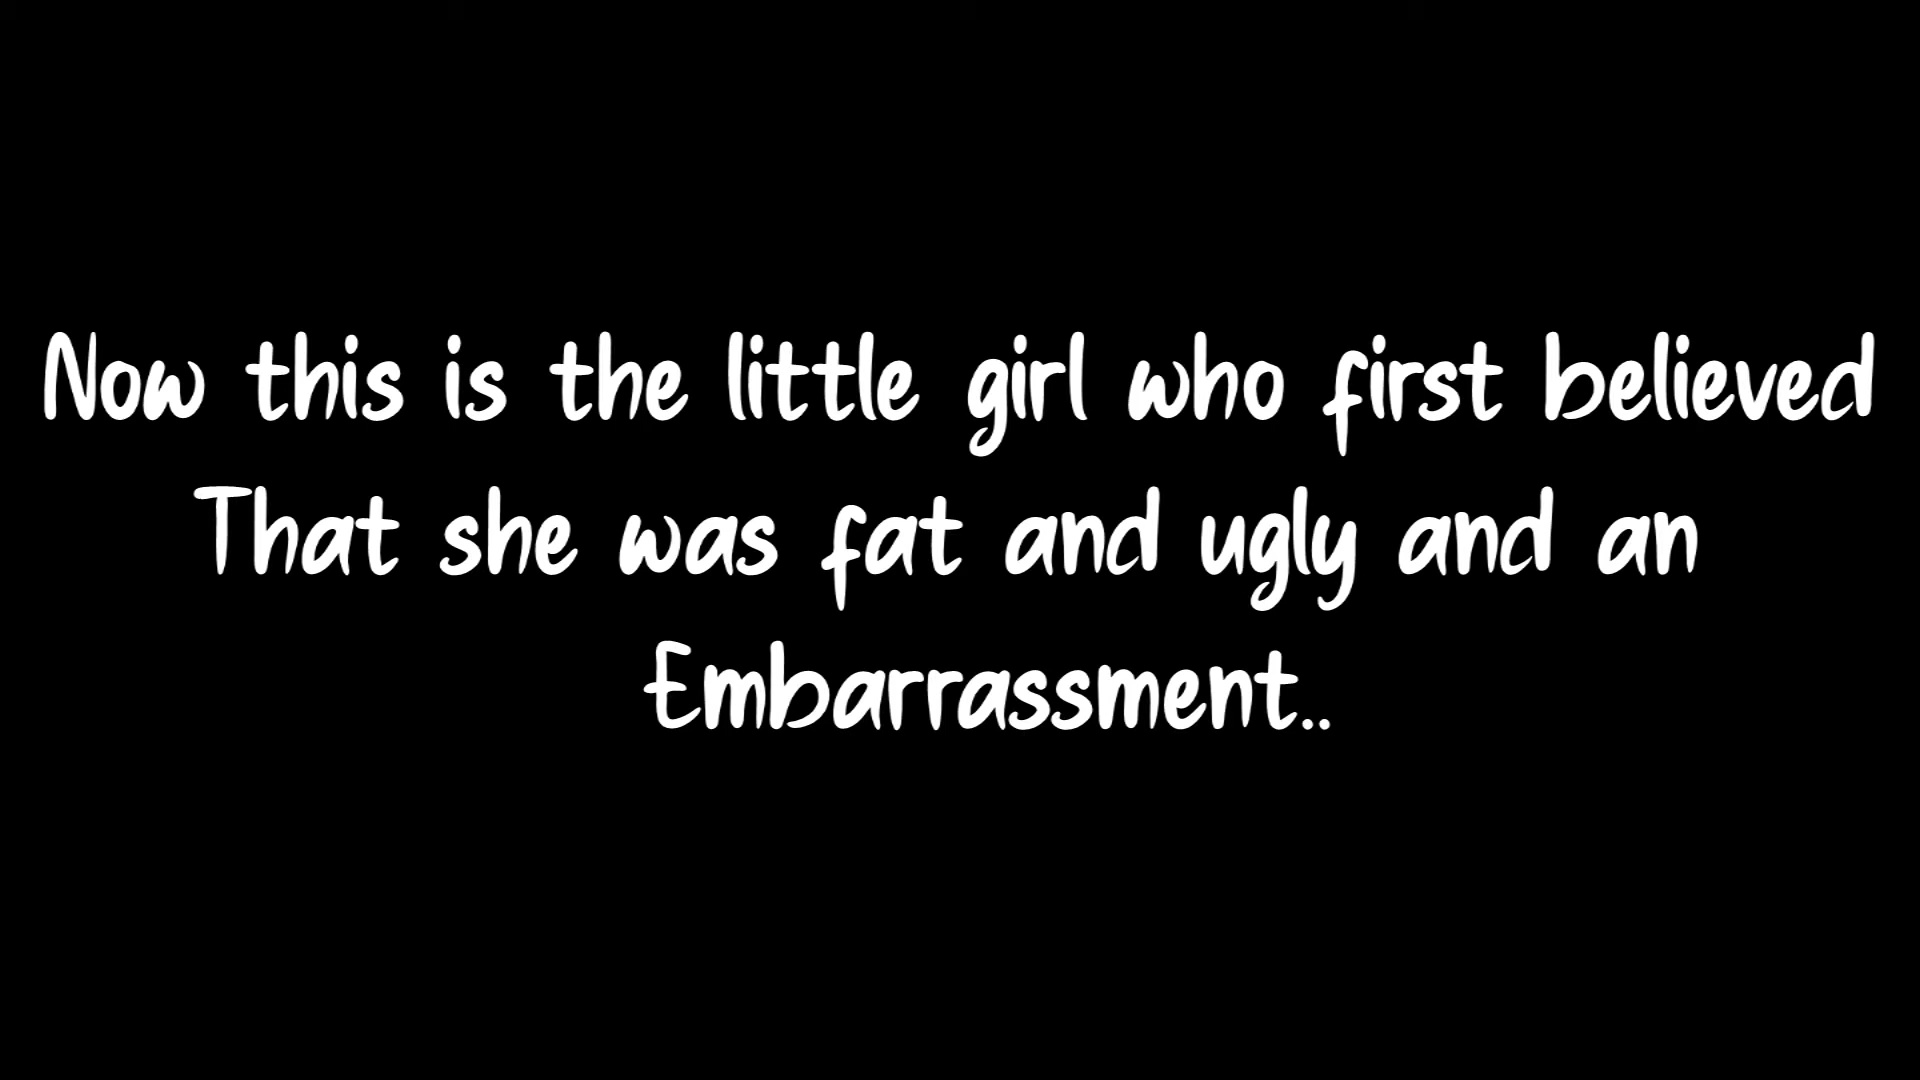 Now this is the little girl who first believed
That she was fat and ugly and an
Embarrassment..